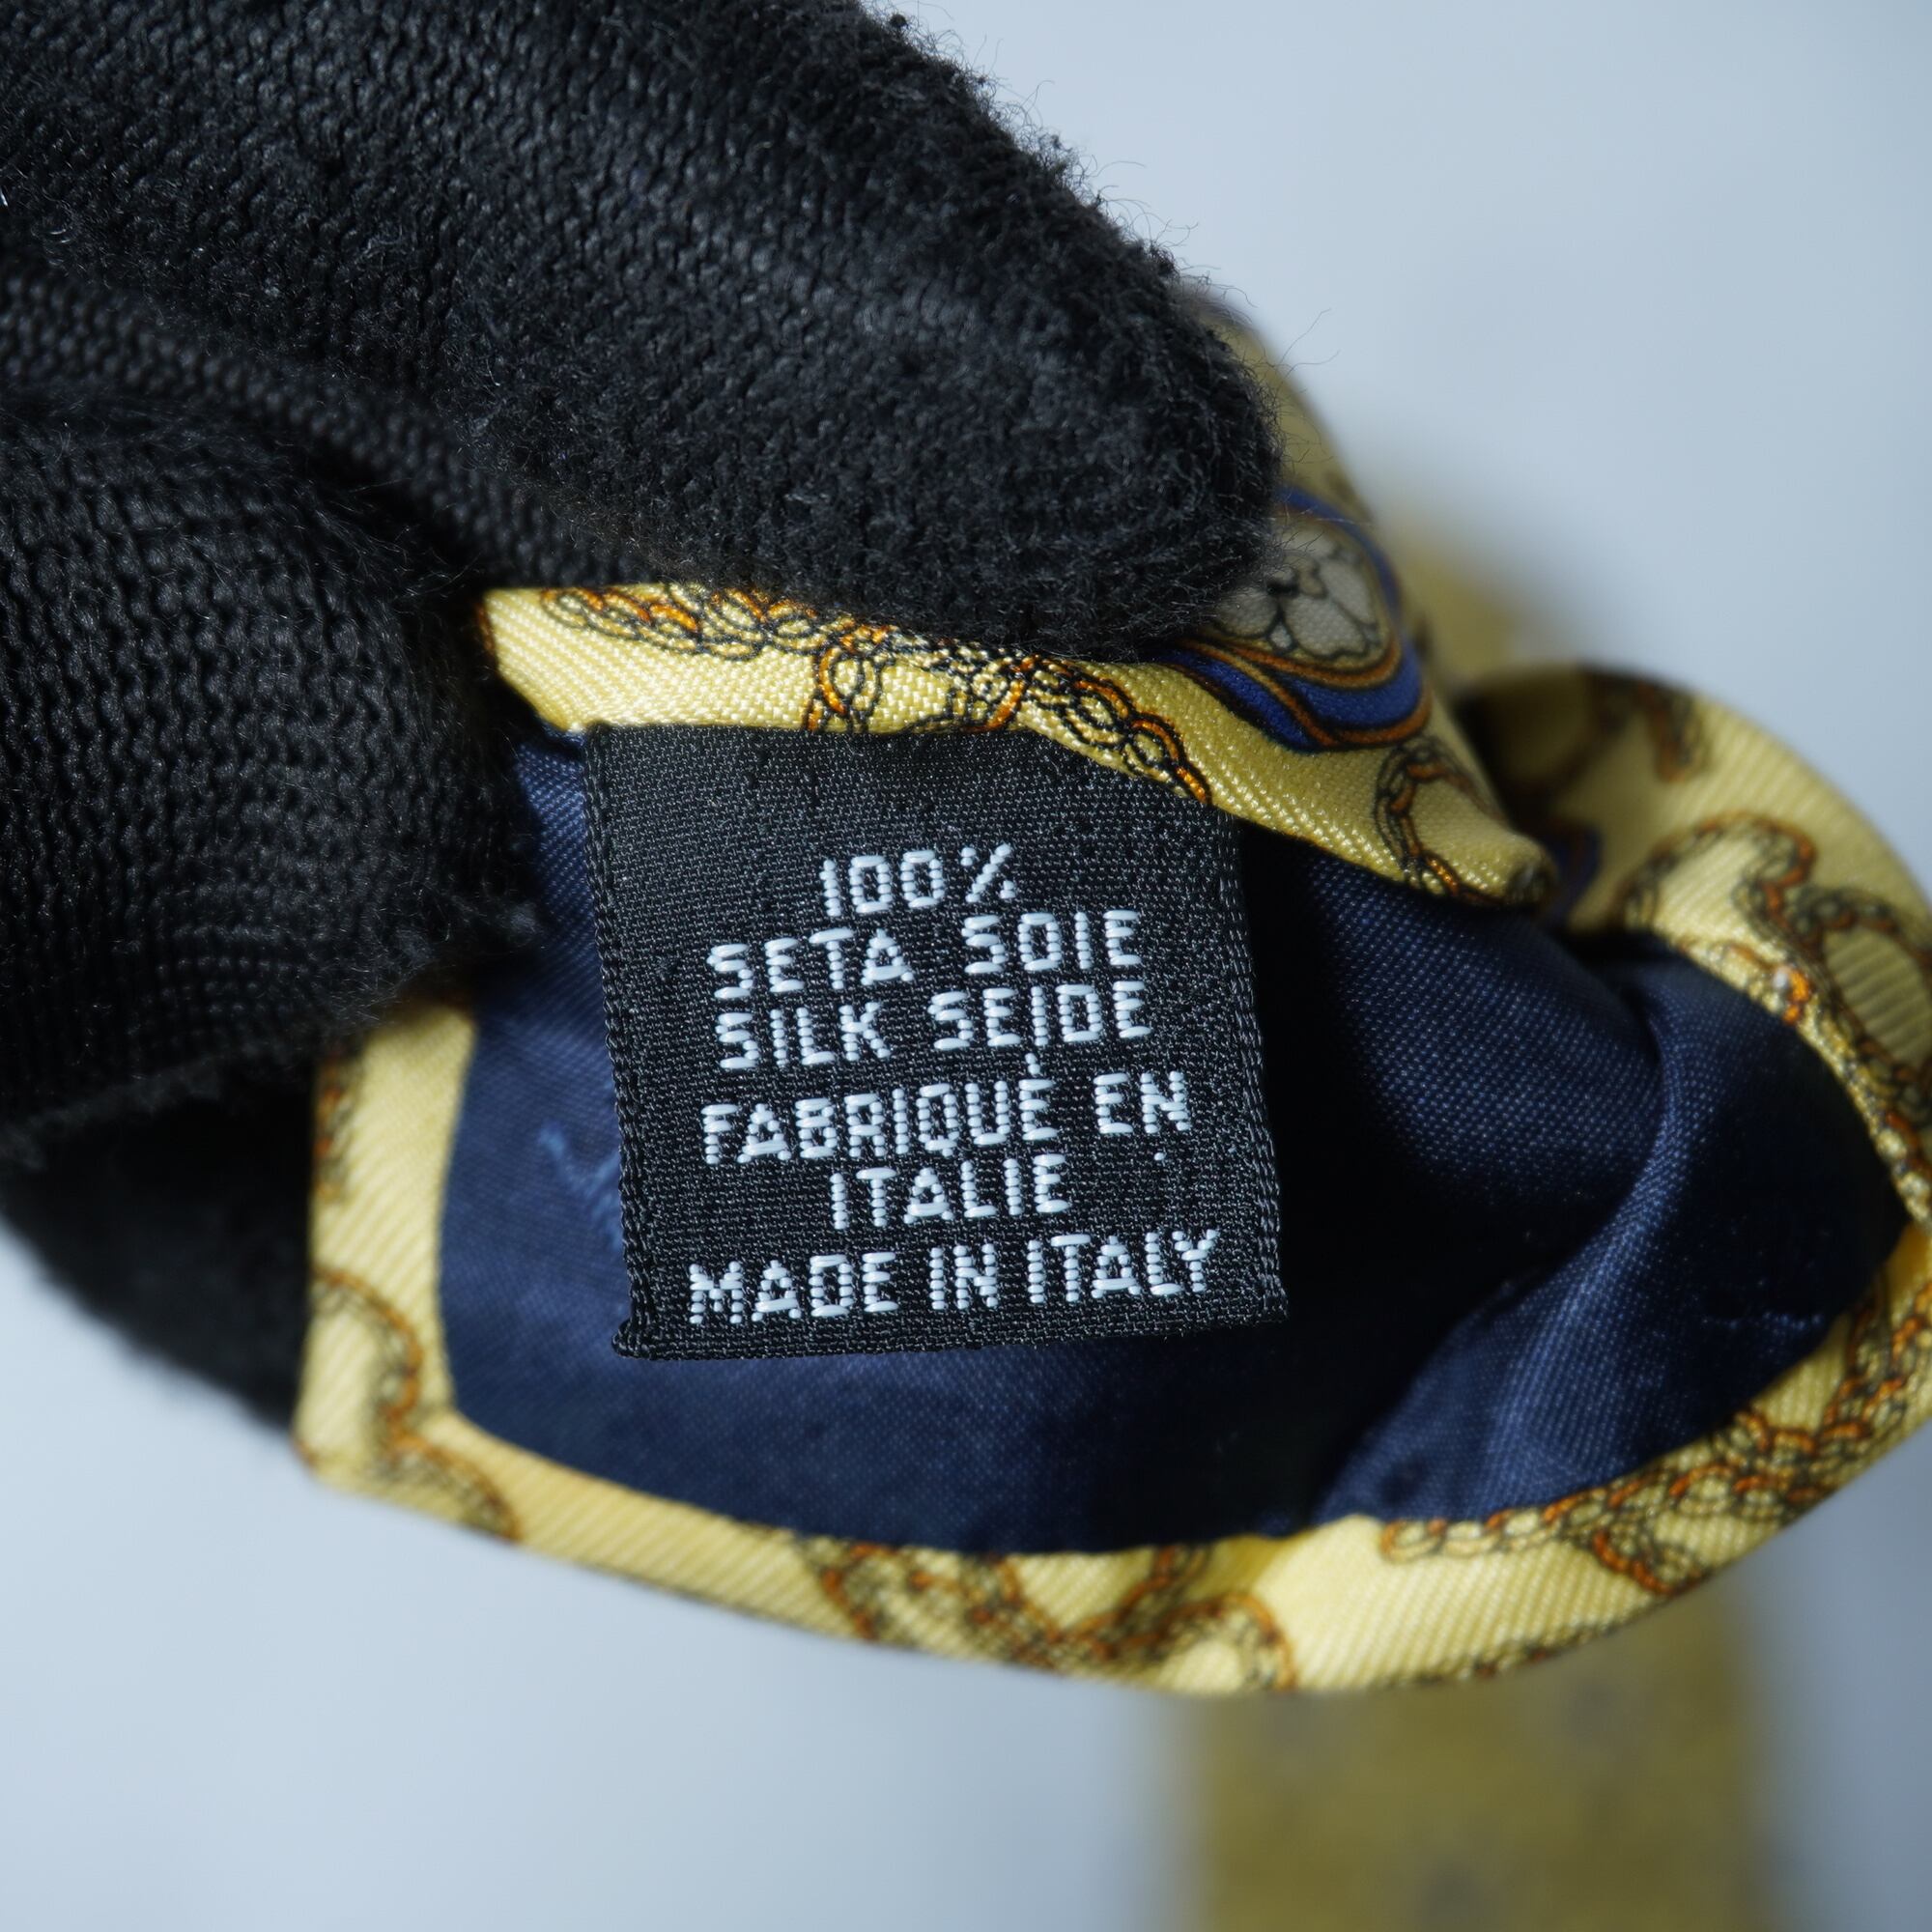 100%
SETA SOIE
SILK SEIDE
FABRIQUÉ EN
ITALIE
MADE IN ITALY